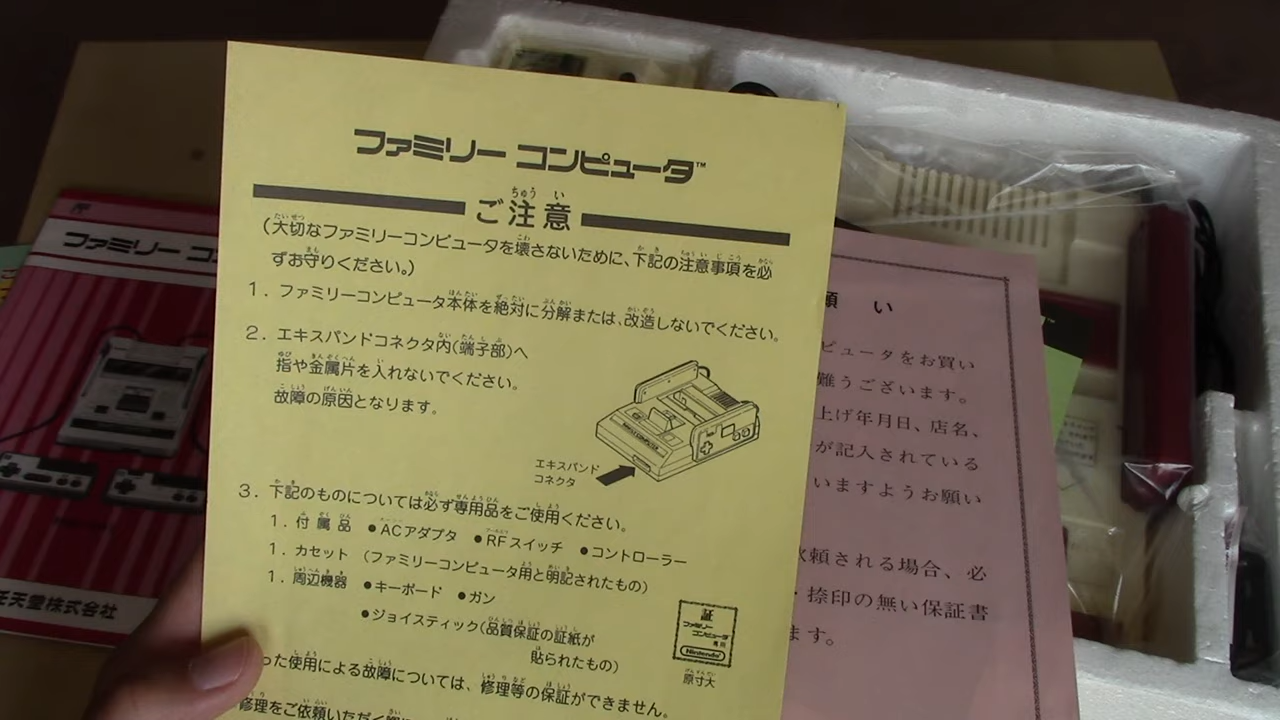 ファミリー コンピュータ™
ご注意
(大切なファミリーコンピュータを壊さないために、下記の注意事項を必
ずお守りください。)
1. ファミリーコンピュータ本体を絶対に分解または、改造しないでください。
2. エキスパンドコネクタ内(端子部)へ
指や金属片を入れないでください。
故障の原因となります。
エキスパンド
コネクタ
3. 下記のものについては必ず専用品をご使用ください。
1. 付属品 ●ACアダプタ ●RFスイッチ ●コントローラー
1. カセット (ファミリーコンピュータ用と明記されたもの)
1. 周辺機器 ●キーボード ●ガン
●ジョイスティック(品質保証の証紙が
貼られたもの)
証
ファミリー
コンピュータ
専用
Nintendo
原寸大
った使用による故障については、修理等の保証ができません。
修理をご依頼いただく
ファミリー コ
任天堂株式会社
願 い
ピュータをお買い
難うございます。
上げ年月日、店名、
が記入されている
いますようお願い
依頼される場合、必
・捺印の無い保証書
ます。